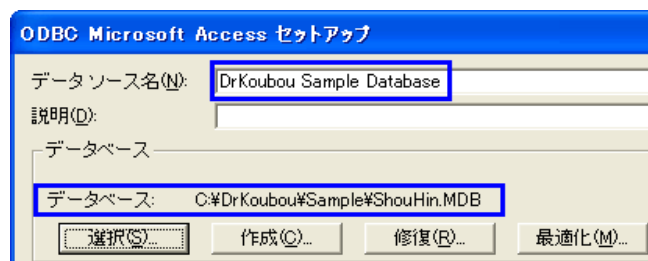 ODBC Microsoft Access セットアップ
データ ソース名(N): DrKoubou Sample Database
説明(D):
データベース
データベース: C:¥DrKoubou¥Sample¥ShouHin.MDB
選択(S)... 作成(C)... 修復(R)... 最適化(M)...